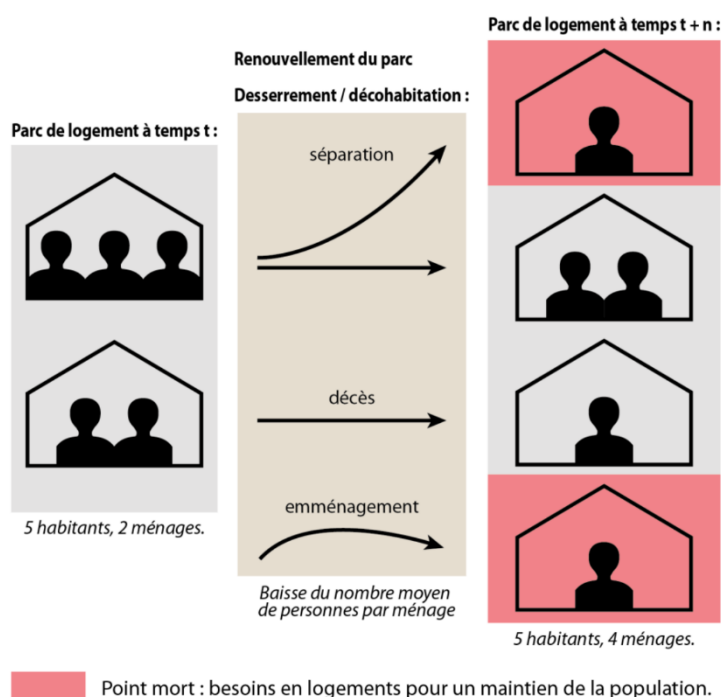 Parc de logement à temps t + n :
Renouvellement du parc
Desserrement / décohabitation :
Parc de logement à temps t :
séparation
décès
emménagement
5 habitants, 2 ménages.
Baisse du nombre moyen
de personnes par ménage
5 habitants, 4 ménages.
Point mort : besoins en logements pour un maintien de la population.